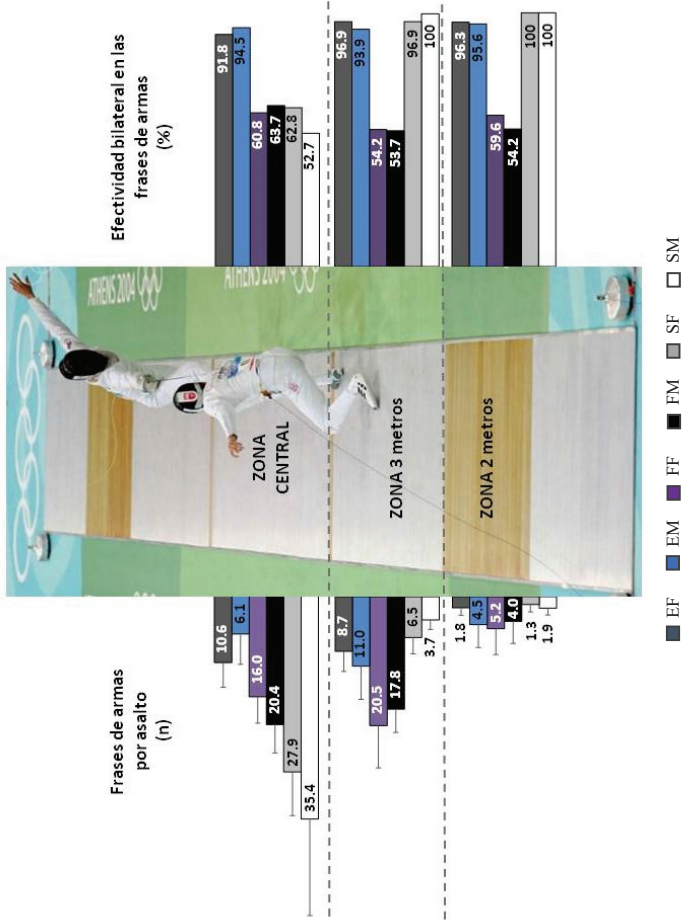 Frases de armas
por asalto
(n)
Efectividad bilateral en las
frases de armas
(%)
10.6
6.1
16.0
20.4
27.9
35.4
ATHENS 2004
ATHENS 2004
ZONA
CENTRAL
91.8
94.5
60.8
63.7
62.8
52.7
8.7
11.0
20.5
17.8
6.5
3.7
ZONA 3 metros
96.9
93.9
54.2
53.7
96.9
100
1.8
4.5
5.2
4.0
1.3
1.9
ZONA 2 metros
96.3
95.6
59.6
54.2
100
100
EF
EM
FF
FM
SF
SM